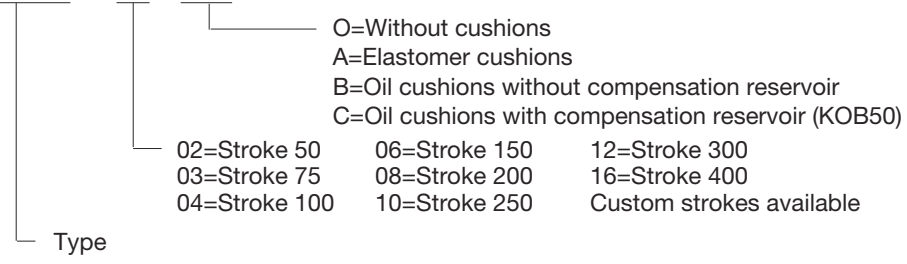 O=Without cushions
A=Elastomer cushions
B=Oil cushions without compensation reservoir
C=Oil cushions with compensation reservoir (KOB50)
02=Stroke 50 06=Stroke 150 12=Stroke 300
03=Stroke 75 08=Stroke 200 16=Stroke 400
04=Stroke 100 10=Stroke 250 Custom strokes available
Type